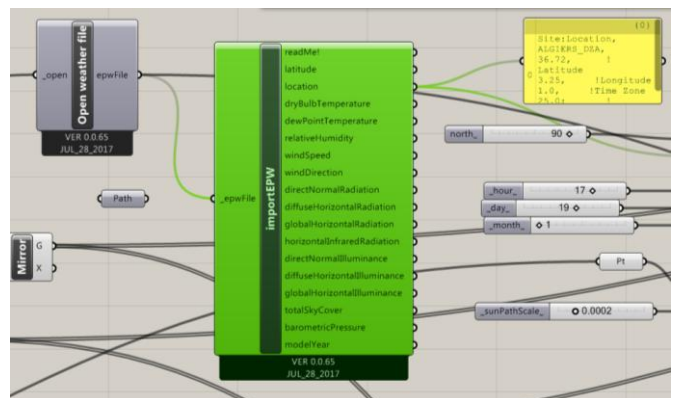 Open weather file
_open
epwFile
VER 0.0.65
JUL_28_2017
Path
Mirror
G
X
importEPW
_epwFile
readMe!
latitude
location
dryBulbTemperature
dewPointTemperature
relativeHumidity
windSpeed
windDirection
directNormalRadiation
diffuseHorizontalRadiation
globalHorizontalRadiation
horizontalInfraredRadiation
directNormalIlluminance
diffuseHorizontalIlluminance
globalHorizontalIlluminance
totalSkyCover
barometricPressure
modelYear
VER 0.0.65
JUL_28_2017
{0}
0
Site:Location,
ALGIERS_DZA,
36.72, !
Latitude
3.25, !Longitude
1.0, !Time Zone
25.0; !
north_ 90
_hour_ 17
_day_ 19
_month_ 1
Pt
_sunPathScale_ 0.0002